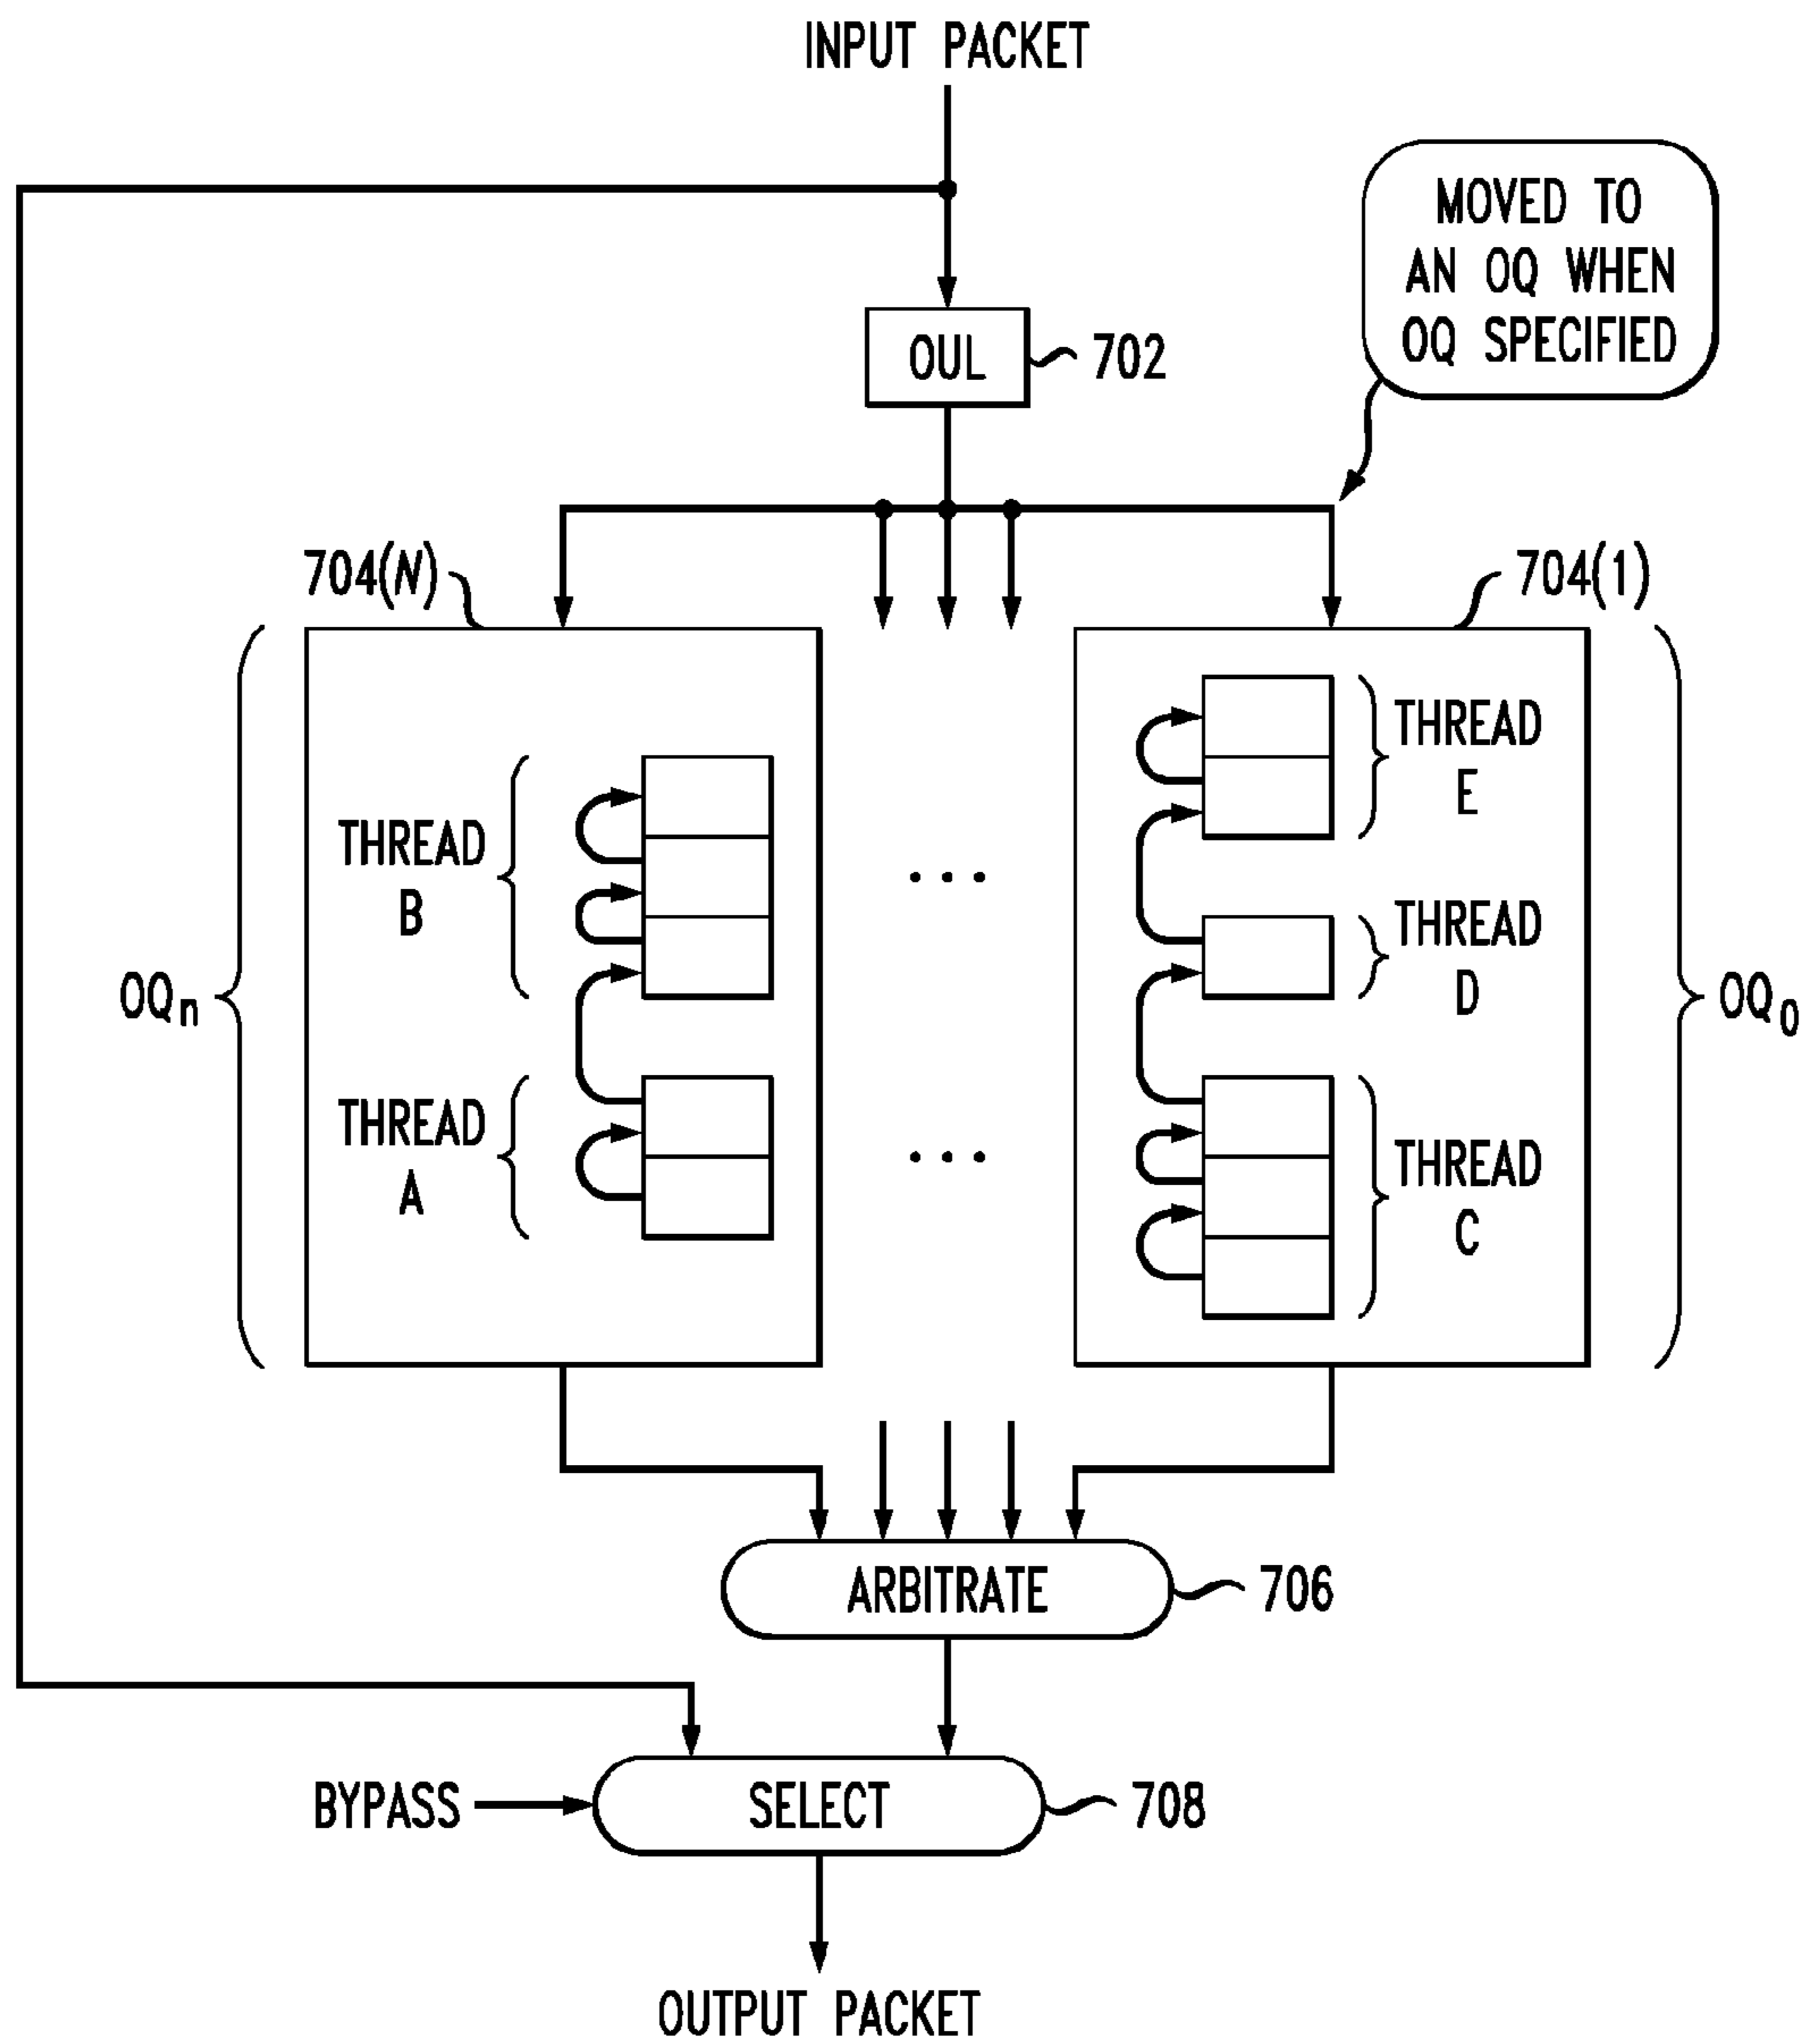 INPUT PACKET
MOVED TO
AN OQ WHEN
OQ SPECIFIED
OUL
702
704(N)
704(1)
THREAD
E
THREAD
B
THREAD
D
OQn
OQ0
THREAD
A
THREAD
C
ARBITRATE
706
BYPASS
SELECT
708
OUTPUT PACKET